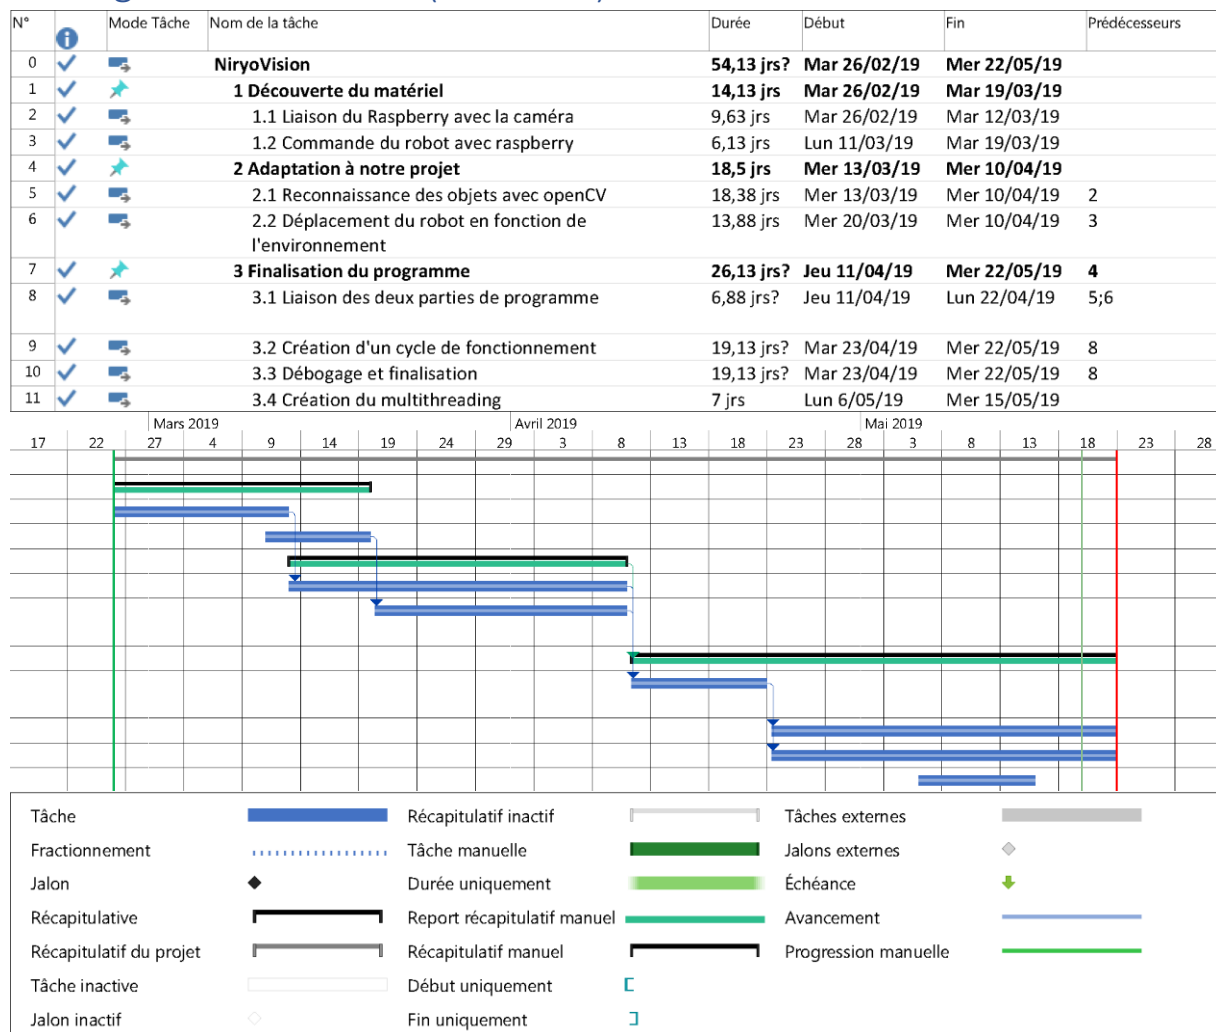 N° Mode Tâche Nom de la tâche Durée Début Fin Prédécesseurs
0 NiryoVision 54,13 jrs? Mar 26/02/19 Mer 22/05/19
1 1 Découverte du matériel 14,13 jrs Mar 26/02/19 Mar 19/03/19
2 1.1 Liaison du Raspberry avec la caméra 9,63 jrs Mar 26/02/19 Mar 12/03/19
3 1.2 Commande du robot avec raspberry 6,13 jrs Lun 11/03/19 Mar 19/03/19
4 2 Adaptation à notre projet 18,5 jrs Mer 13/03/19 Mer 10/04/19
5 2.1 Reconnaissance des objets avec openCV 18,38 jrs Mer 13/03/19 Mer 10/04/19 2
6 2.2 Déplacement du robot en fonction de 13,88 jrs Mer 20/03/19 Mer 10/04/19 3
l'environnement
7 3 Finalisation du programme 26,13 jrs? Jeu 11/04/19 Mer 22/05/19 4
8 3.1 Liaison des deux parties de programme 6,88 jrs? Jeu 11/04/19 Lun 22/04/19 5;6
9 3.2 Création d'un cycle de fonctionnement 19,13 jrs? Mar 23/04/19 Mer 22/05/19 8
10 3.3 Débogage et finalisation 19,13 jrs? Mar 23/04/19 Mer 22/05/19 8
11 3.4 Création du multithreading 7 jrs Lun 6/05/19 Mer 15/05/19
Mars 2019 Avril 2019 Mai 2019
17 22 27 4 9 14 19 24 29 3 8 13 18 23 28 3 8 13 18 23 28
Tâche Récapitulatif inactif Tâches externes
Fractionnement Tâche manuelle Jalons externes
Jalon Durée uniquement Échéance
Récapitulative Report récapitulatif manuel Avancement
Récapitulatif du projet Récapitulatif manuel Progression manuelle
Tâche inactive Début uniquement
Jalon inactif Fin uniquement